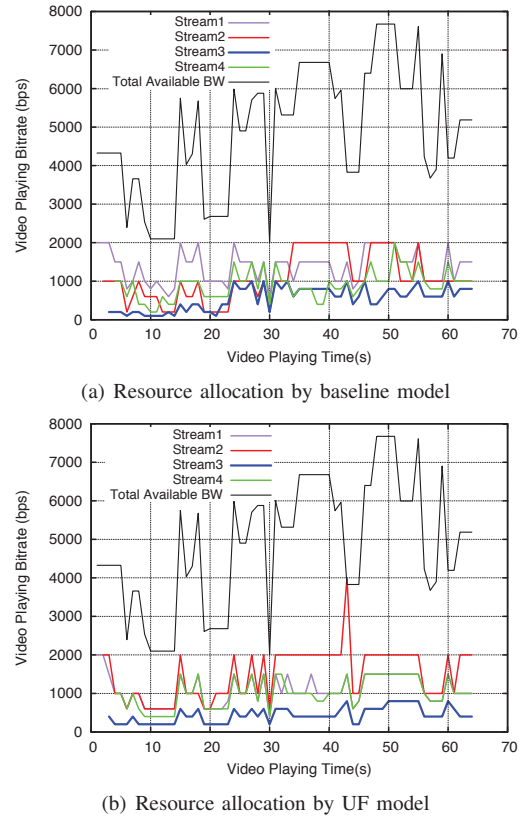 8000
7000
6000
5000
4000
3000
2000
1000
0
Video Playing Bitrate (bps)
Stream1
Stream2
Stream3
Stream4
Total Available BW
0 10 20 30 40 50 60 70
Video Playing Time(s)
(a) Resource allocation by baseline model
8000
7000
6000
5000
4000
3000
2000
1000
0
Video Playing Bitrate (bps)
Stream1
Stream2
Stream3
Stream4
Total Available BW
0 10 20 30 40 50 60 70
Video Playing Time(s)
(b) Resource allocation by UF model